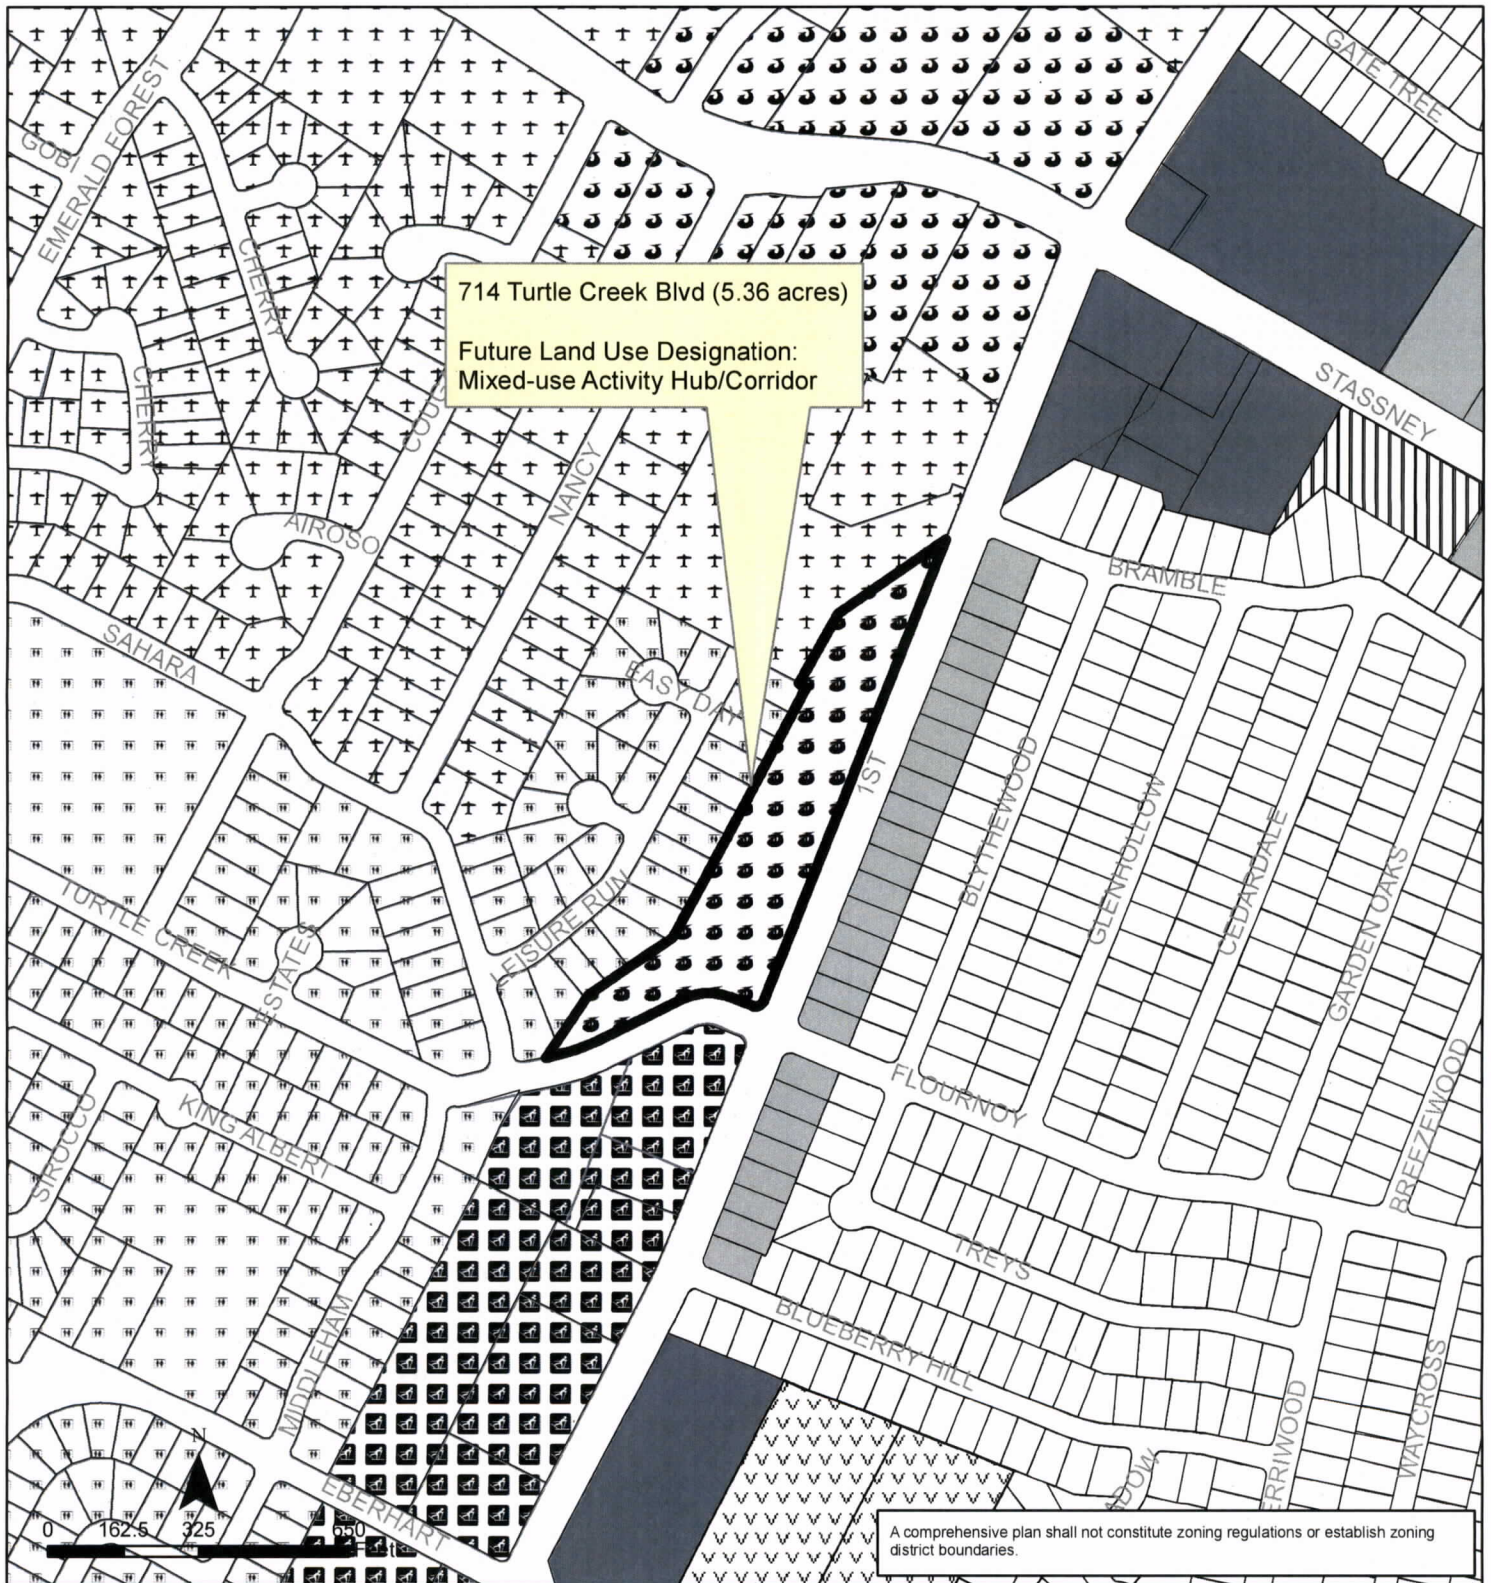 GATE TREE
GOBI
EMERALD FOREST
CHERRY
714 Turtle Creek Blvd (5.36 acres)
Future Land Use Designation:
Mixed-use Activity Hub/Corridor
CHERRY
STASSNEY
NANCY
AIROSO
BRAMBLE
SAHARA
EASY DAY
1ST
BLYTHEWOOD
GLENHOLLOW
CEDARDALE
GARDEN OAKS
TURTLE CREEK
ESTATES
LEISURE RUN
FLOURNOY
BREEZEWOOD
SIROCCO
KING ALBERT
TREYS
BLUEBERRY HILL
MIDDLEHAM
WAYCROSS
ERRIWOOD
ADOW
N
EBERHART
0 162.5 325 650
Feet
A comprehensive plan shall not constitute zoning regulations or establish zoning
district boundaries.